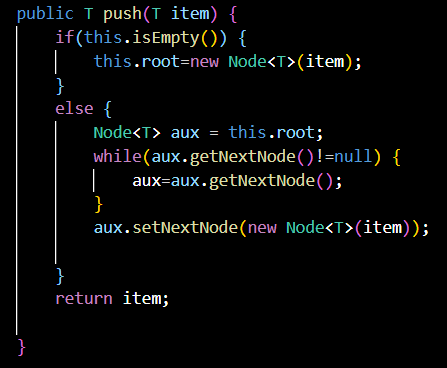 public T push(T item) {
    if(this.isEmpty()) {
        this.root=new Node<T>(item);
    }
    else {
        Node<T> aux = this.root;
        while(aux.getNextNode()!=null) {
            aux=aux.getNextNode();
        }
        aux.setNextNode(new Node<T>(item));
    }
    return item;
}